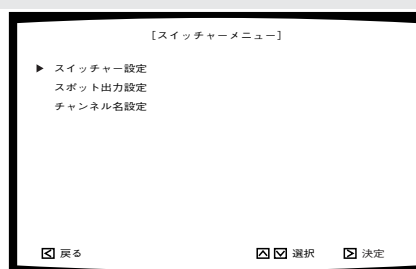 [スイッチャーメニュー]
▶ スイッチャー設定
スポット出力設定
チャンネル名設定
戻る 選択 決定